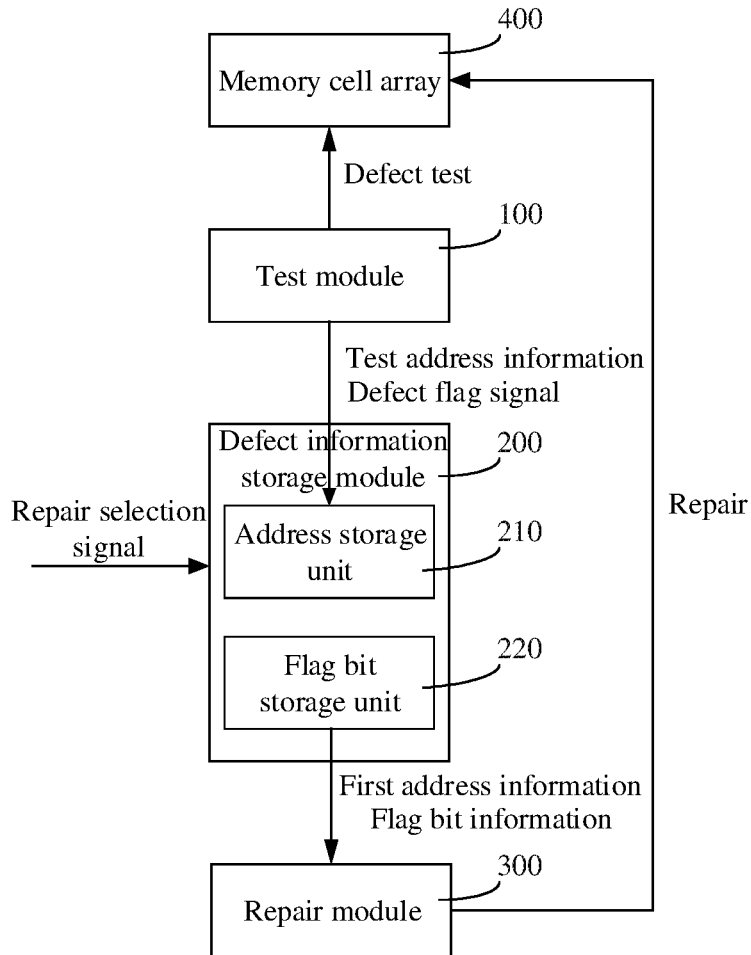 400
Memory cell array
Defect test
100
Test module
Test address information
Defect flag signal
Defect information
storage module
200
Repair selection
signal
Address storage
unit
210
Repair
Flag bit
storage unit
220
First address information
Flag bit information
300
Repair module